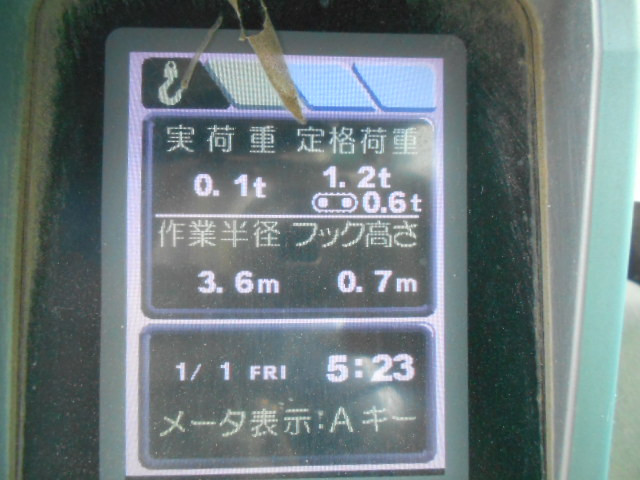 実荷重 定格荷重
0.1t 1.2t
0.6t
作業半径 フック高さ
3.6m 0.7m
1/ 1 FRI 5:23
メータ表示:Aキー